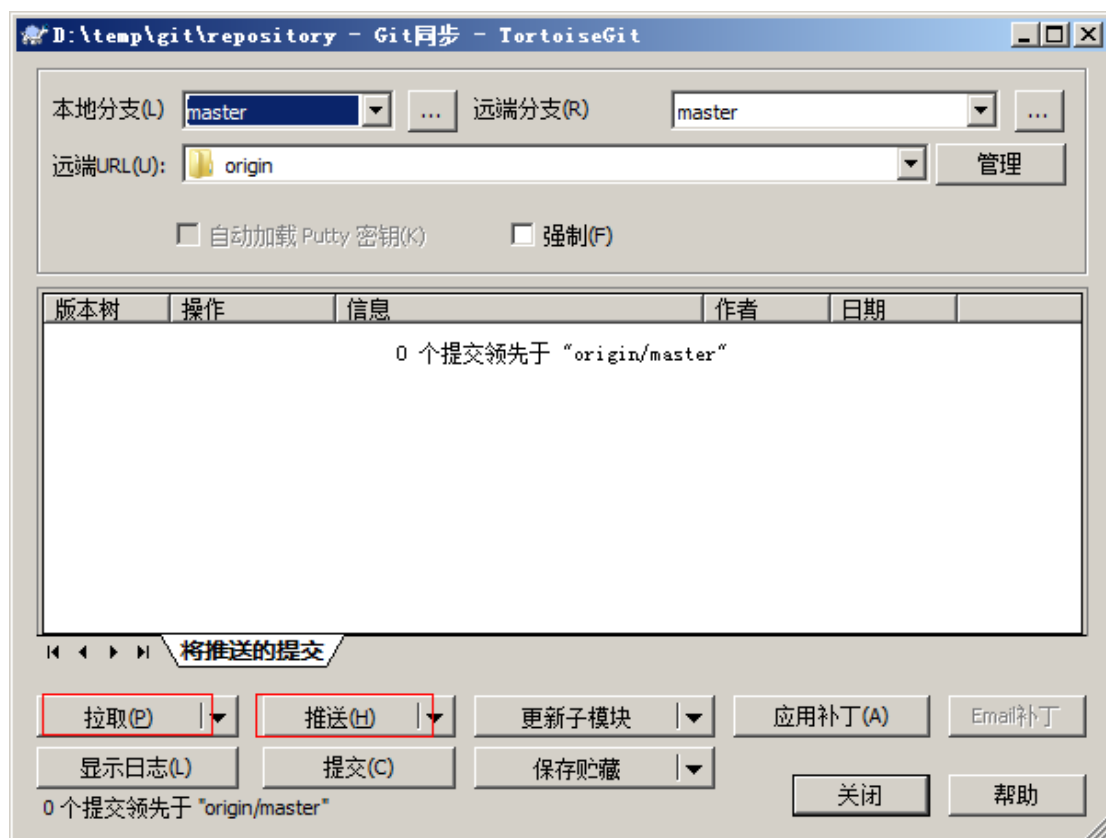 D:\temp\git\repository - Git同步 - TortoiseGit
本地分支(L) master ... 远端分支(R) master ...
远端URL(U): origin 管理
自动加载 Putty 密钥(K) 强制(F)
版本树 操作 信息 作者 日期
0 个提交领先于 “origin/master”
将推送的提交
拉取(P) 推送(H) 更新子模块 应用补丁(A) Email补丁
显示日志(L) 提交(C) 保存贮藏
关闭 帮助
0 个提交领先于 "origin/master"